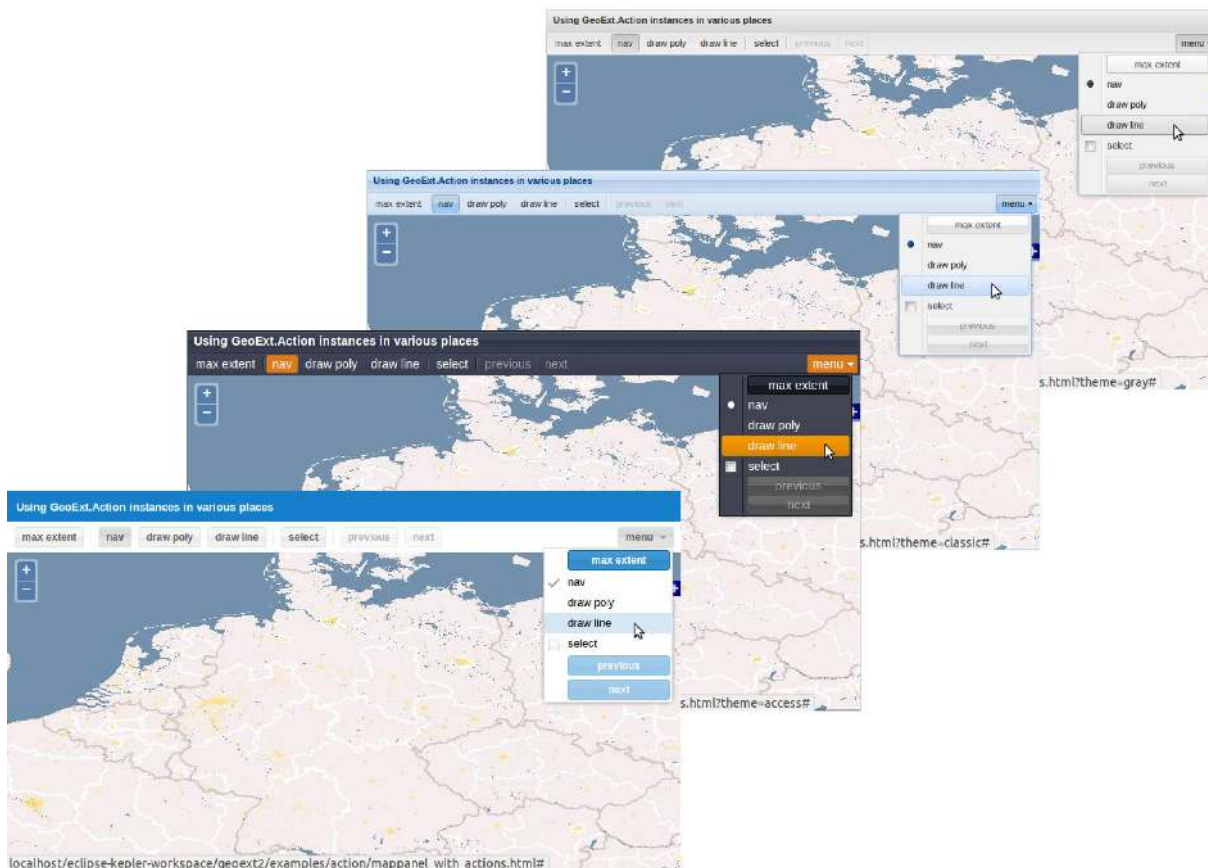 Using GeoExt.Action instances in various places
max extent nav draw poly draw line select previous next menu
+
−
max extent
nav
draw poly
draw line
select
previous
next
s.html?theme=gray#
Using GeoExt.Action instances in various places
max extent nav draw poly draw line select previous next menu
+
−
max extent
nav
draw poly
draw line
select
previous
next
s.html?theme=classic#
Using GeoExt.Action instances in various places
max extent nav draw poly draw line select previous next menu
+
−
max extent
nav
draw poly
draw line
select
previous
next
s.html?theme=access#
Using GeoExt.Action instances in various places
max extent nav draw poly draw line select previous next menu
+
−
max extent
nav
draw poly
draw line
select
previous
next
localhost/eclipse-kepler-workspace/geoext2/examples/action/mappanel_with_actions.html#